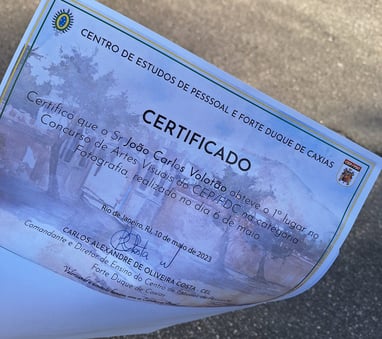 CENTRO DE ESTUDOS DE PESSSOAL E FORTE DUQUE DE CAXIAS
CERTIFICADO
Certifico que a Sr João Carlos Volotão obteve o 1º lugar no
Concurso de Artes Visuais do CEP/FDC na categoria
Fotografia, realizado no dia 6 de maio
Rio de Janeiro, RJ, 10 de maio de 2023
CARLOS ALEXANDRE DE OLIVEIRA COSTA - CEL
Comandante e Diretor de Ensino do Centro de Estudos de Pessoal e
Forte Duque de Caxias